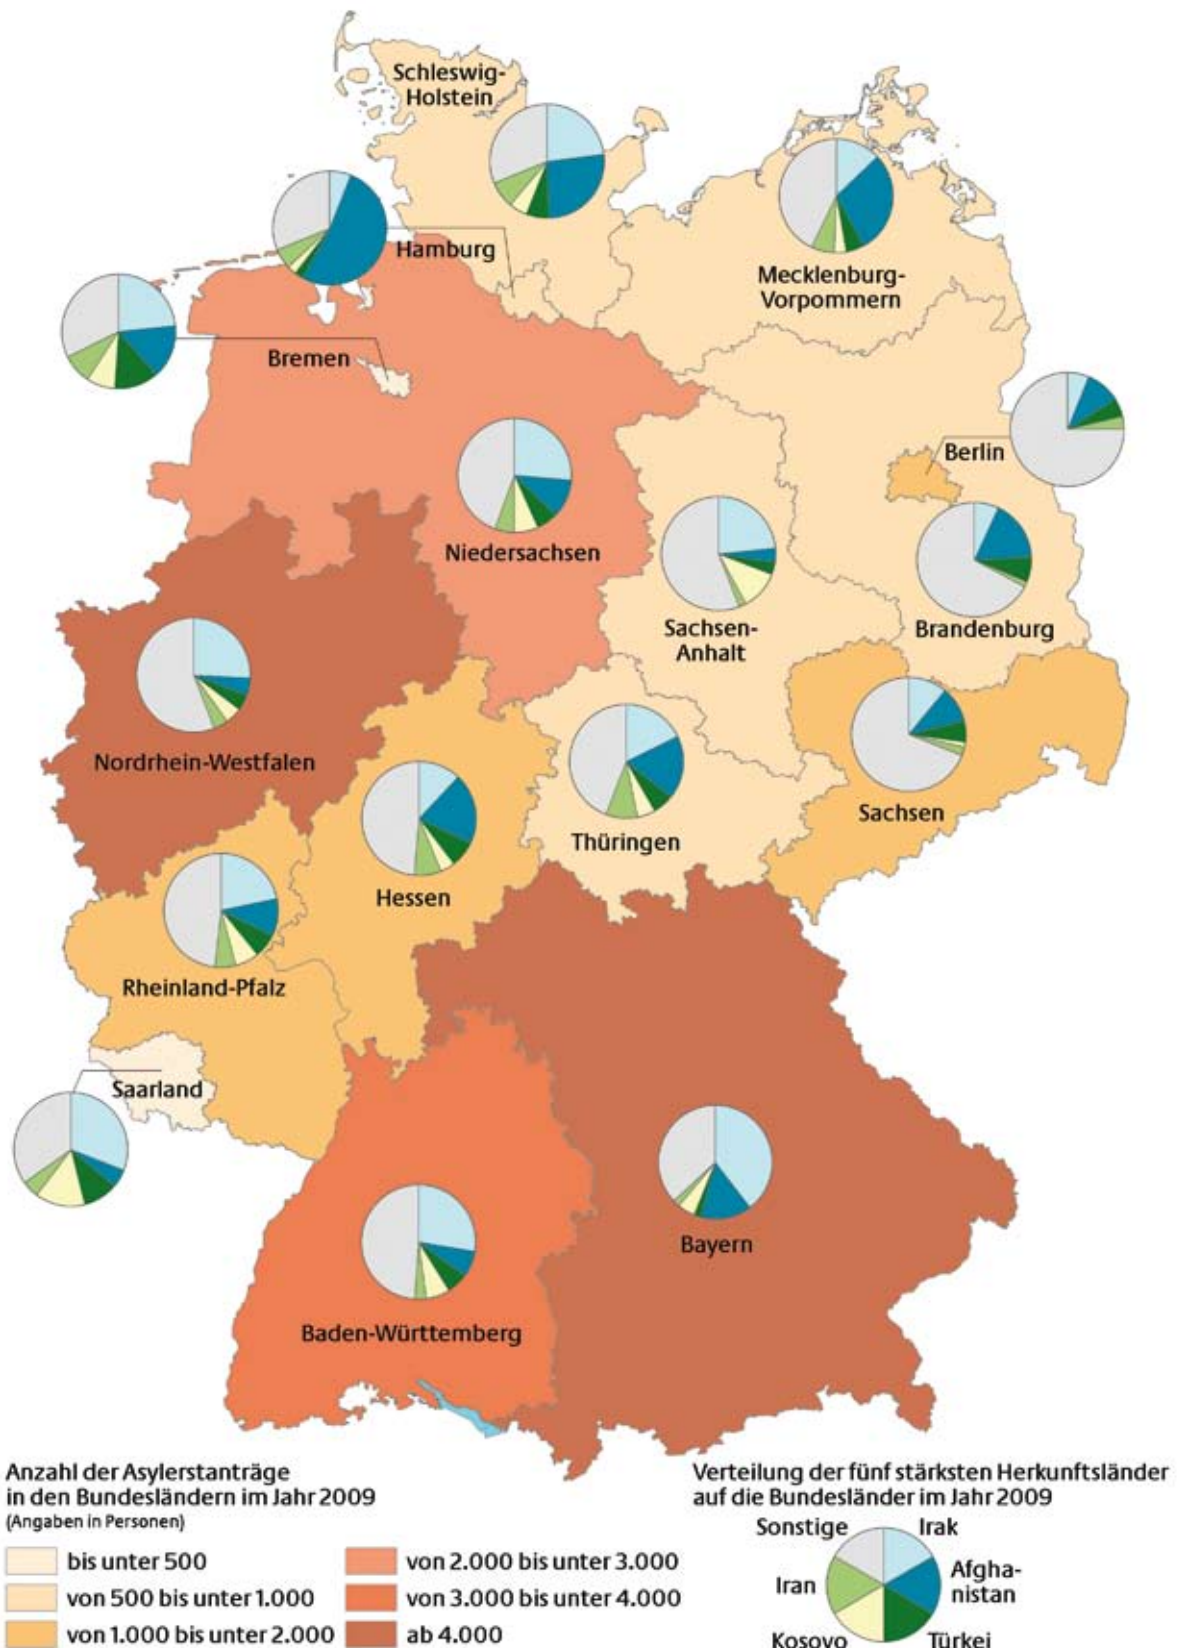 Schleswig-
Holstein
Hamburg
Mecklenburg-
Vorpommern
Bremen
Berlin
Niedersachsen
Sachsen-
Anhalt
Brandenburg
Nordrhein-Westfalen
Sachsen
Thüringen
Hessen
Rheinland-Pfalz
Saarland
Bayern
Baden-Württemberg
Anzahl der Asylerstanträge
in den Bundesländern im Jahr 2009
(Angaben in Personen)
bis unter 500
von 500 bis unter 1.000
von 1.000 bis unter 2.000
von 2.000 bis unter 3.000
von 3.000 bis unter 4.000
ab 4.000
Verteilung der fünf stärksten Herkunftsländer
auf die Bundesländer im Jahr 2009
Sonstige
Irak
Iran
Afgha-
nistan
Kosovo
Türkei